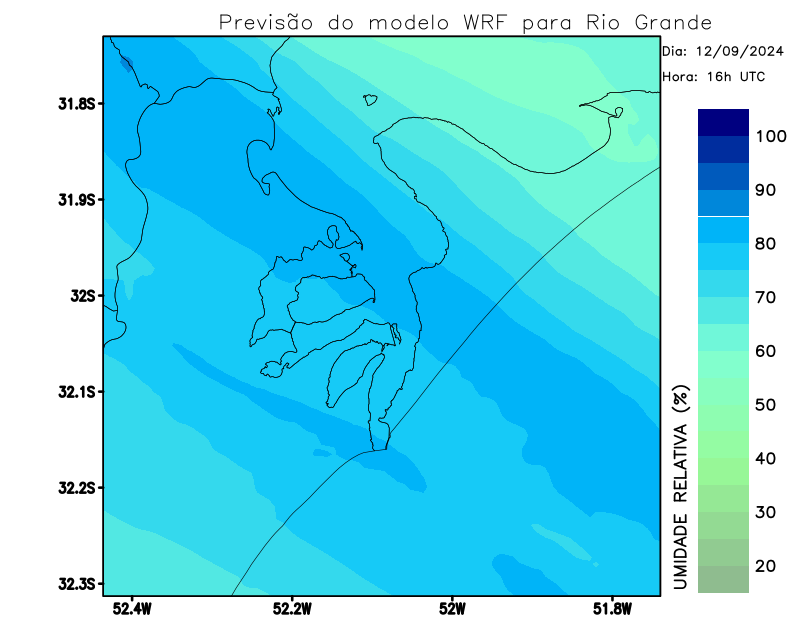 Previsão do modelo WRF para Rio Grande
Dia: 12/09/2024
Hora: 16h UTC
31.8S
31.9S
32S
32.1S
32.2S
32.3S
52.4W
52.2W
52W
51.8W
100
90
80
70
60
50
40
30
20
UMIDADE RELATIVA (%)